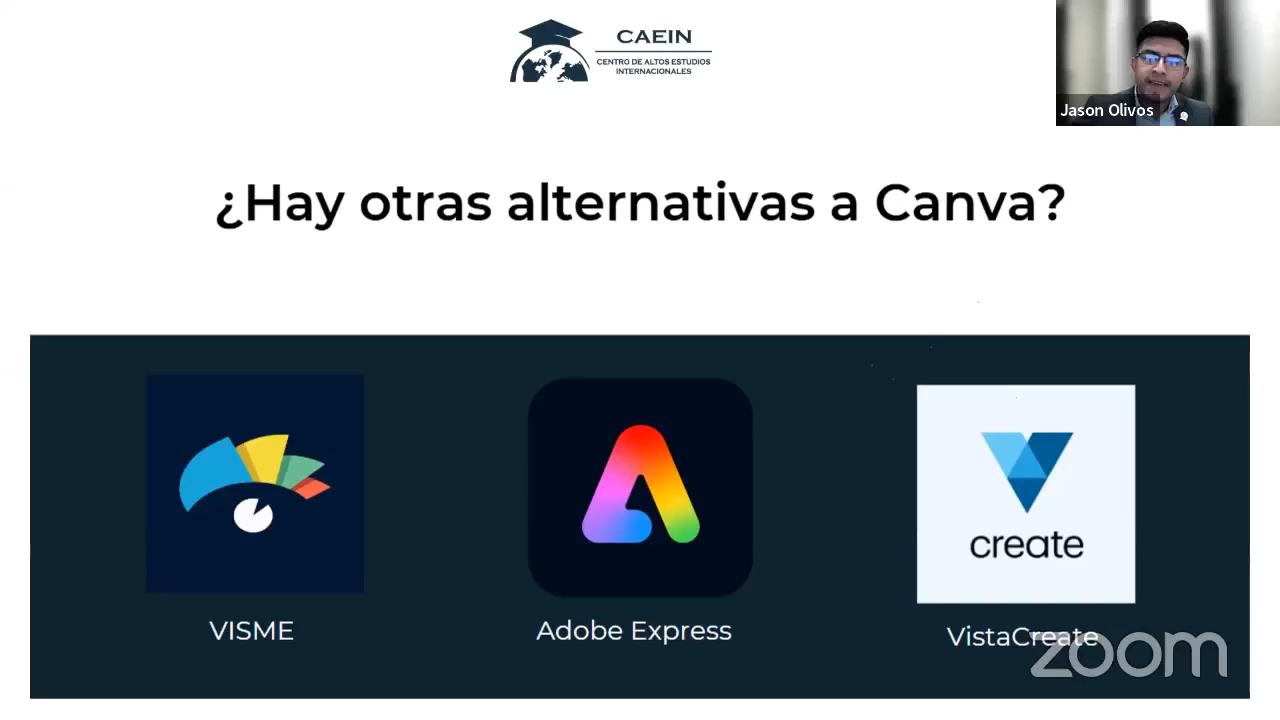 CAEIN
CENTRO DE ALTOS ESTUDIOS
INTERNACIONALES
Jason Olivos
¿Hay otras alternativas a Canva?
create
VISME
Adobe Express
VistaCreate
zoom